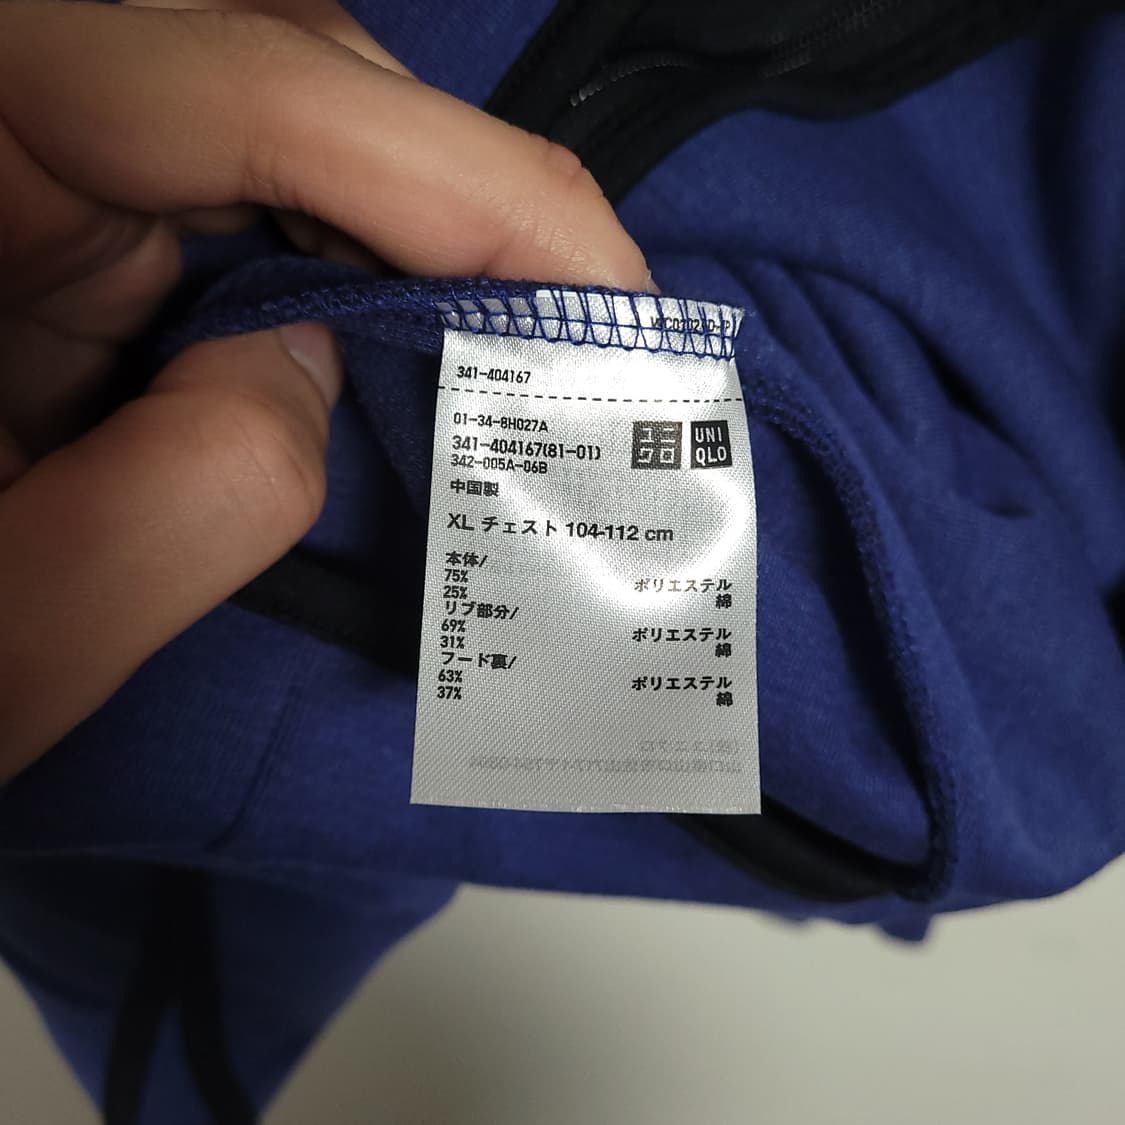 341-404167
01-34-8H027A
341-404167(81-01)
342-005A-06B
ユニ
クロ
UNI
QLO
中国製
XL チェスト 104-112 cm
本体/
75% ポリエステル
25% 綿
リブ部分/
69% ポリエステル
31% 綿
フード裏/
63% ポリエステル
37% 綿